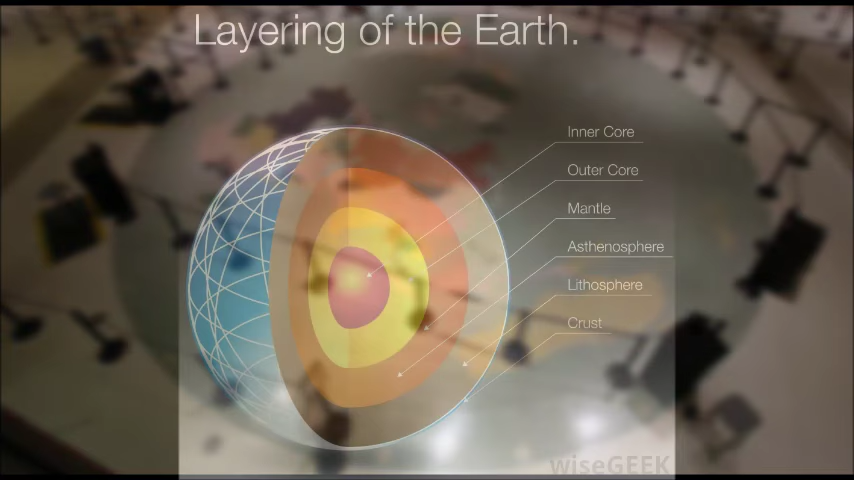 Layering of the Earth.
Inner Core
Outer Core
Mantle
Asthenosphere
Lithosphere
Crust
wiseGEEK